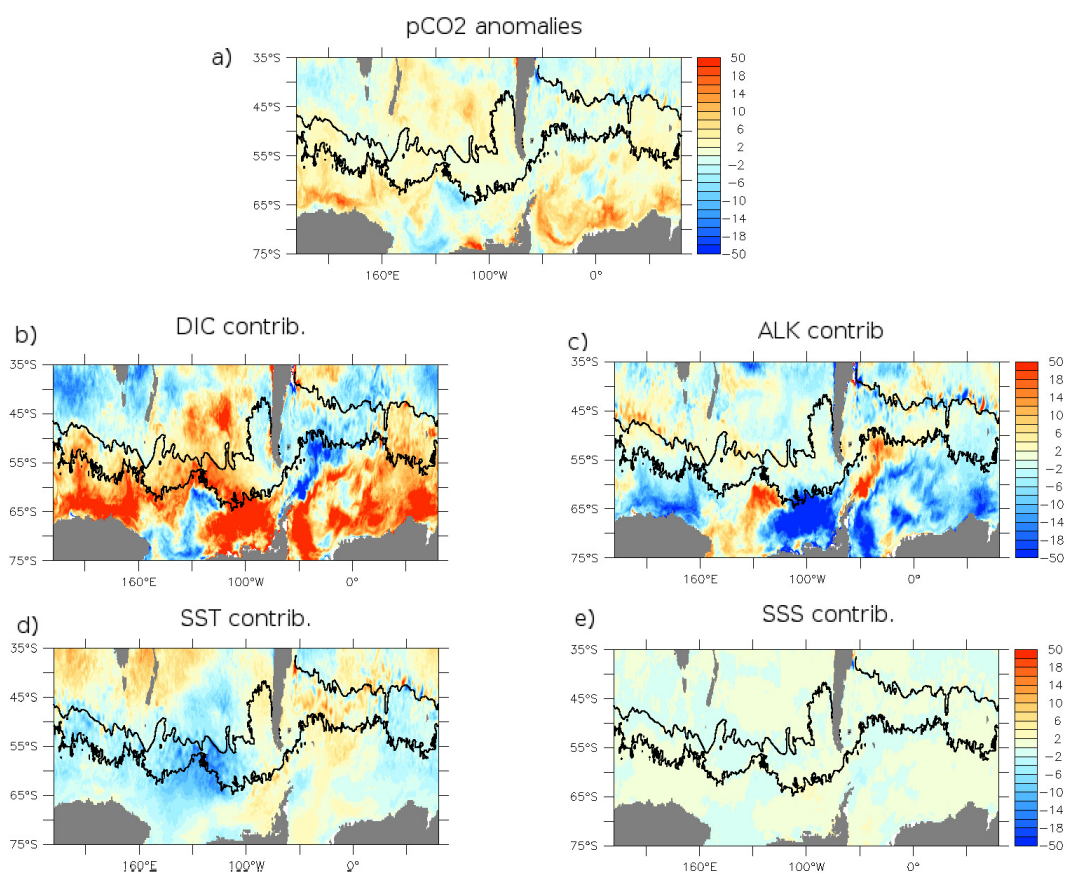 pCO2 anomalies
a)
35°S
45°S
55°S
65°S
75°S
160°E
100°W
0°
50
18
14
10
6
2
−2
−6
−10
−14
−18
−50
b)
DIC contrib.
35°S
45°S
55°S
65°S
75°S
160°E
100°W
0°
c)
ALK contrib
35°S
45°S
55°S
65°S
75°S
160°E
100°W
0°
50
18
14
10
6
2
−2
−6
−10
−14
−18
−50
d)
SST contrib.
35°S
45°S
55°S
65°S
75°S
160°E
100°W
0°
e)
SSS contrib.
35°S
45°S
55°S
65°S
75°S
160°E
100°W
0°
50
18
14
10
6
2
−2
−6
−10
−14
−18
−50